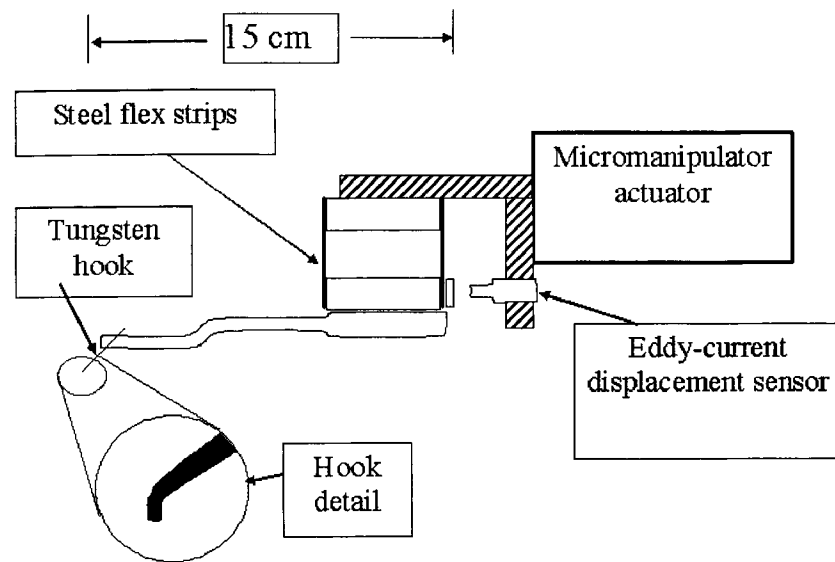 15 cm
Steel flex strips
Micromanipulator
actuator
Tungsten
hook
Eddy-current
displacement sensor
Hook
detail